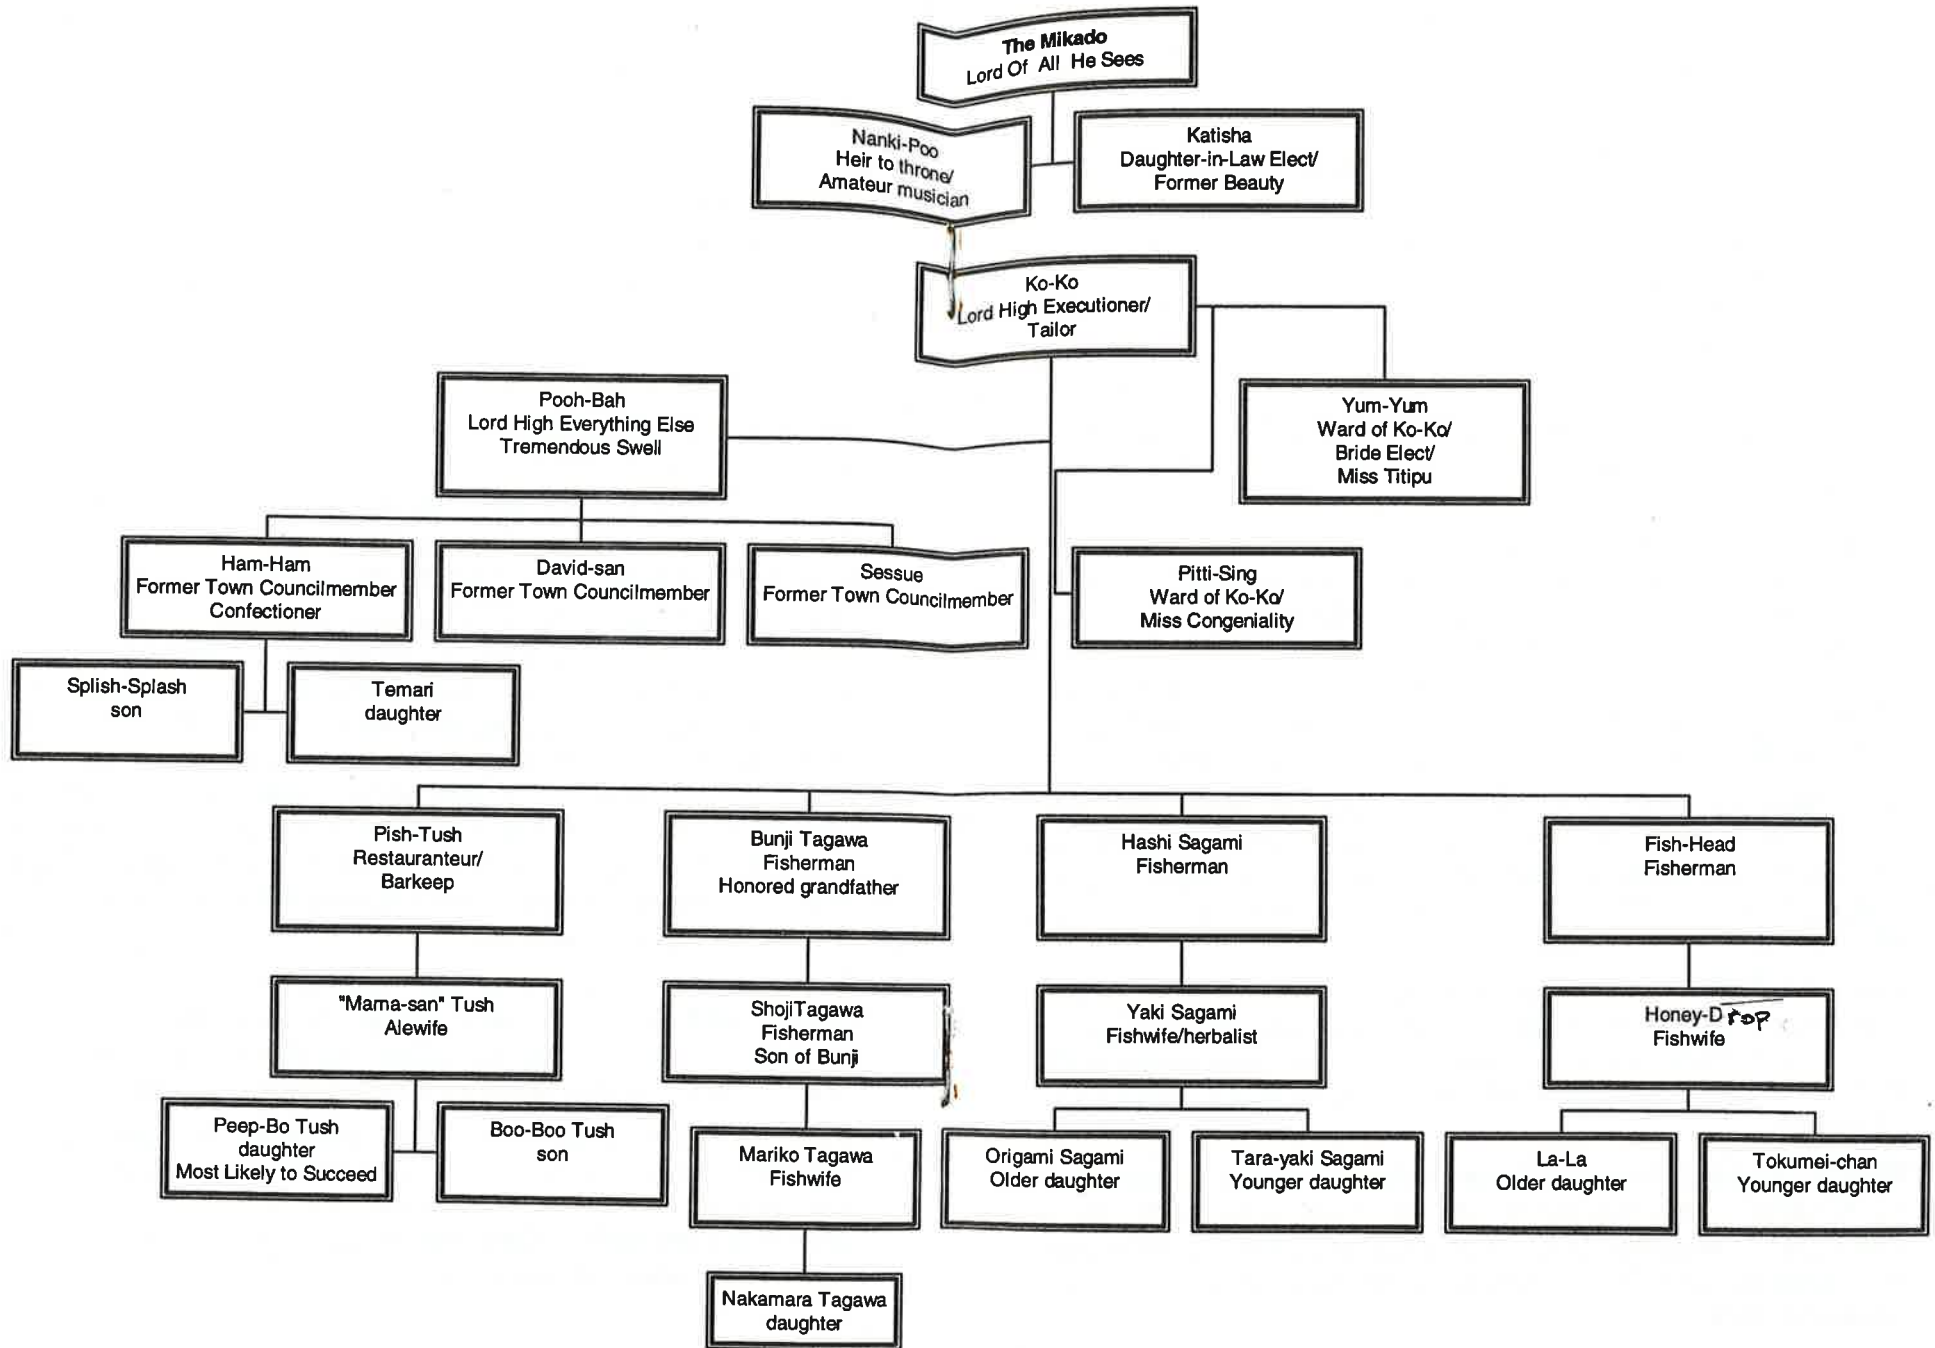 The Mikado
Lord Of All He Sees
Nanki-Poo
Heir to throne/
Amateur musician
Katisha
Daughter-in-Law Elect/
Former Beauty
Ko-Ko
Lord High Executioner/
Tailor
Pooh-Bah
Lord High Everything Else
Tremendous Swell
Yum-Yum
Ward of Ko-Ko/
Bride Elect/
Miss Titipu
Ham-Ham
Former Town Councilmember
Confectioner
David-san
Former Town Councilmember
Sessue
Former Town Councilmember
Pitti-Sing
Ward of Ko-Ko/
Miss Congeniality
Splish-Splash
son
Temari
daughter
Pish-Tush
Restauranteur/
Barkeep
Bunji Tagawa
Fisherman
Honored grandfather
Hashi Sagami
Fisherman
Fish-Head
Fisherman
"Mama-san" Tush
Alewife
ShojiTagawa
Fisherman
Son of Bunji
Yaki Sagami
Fishwife/herbalist
Honey-Drop
Fishwife
Peep-Bo Tush
daughter
Most Likely to Succeed
Boo-Boo Tush
son
Mariko Tagawa
Fishwife
Origami Sagami
Older daughter
Tara-yaki Sagami
Younger daughter
La-La
Older daughter
Tokumei-chan
Younger daughter
Nakamara Tagawa
daughter